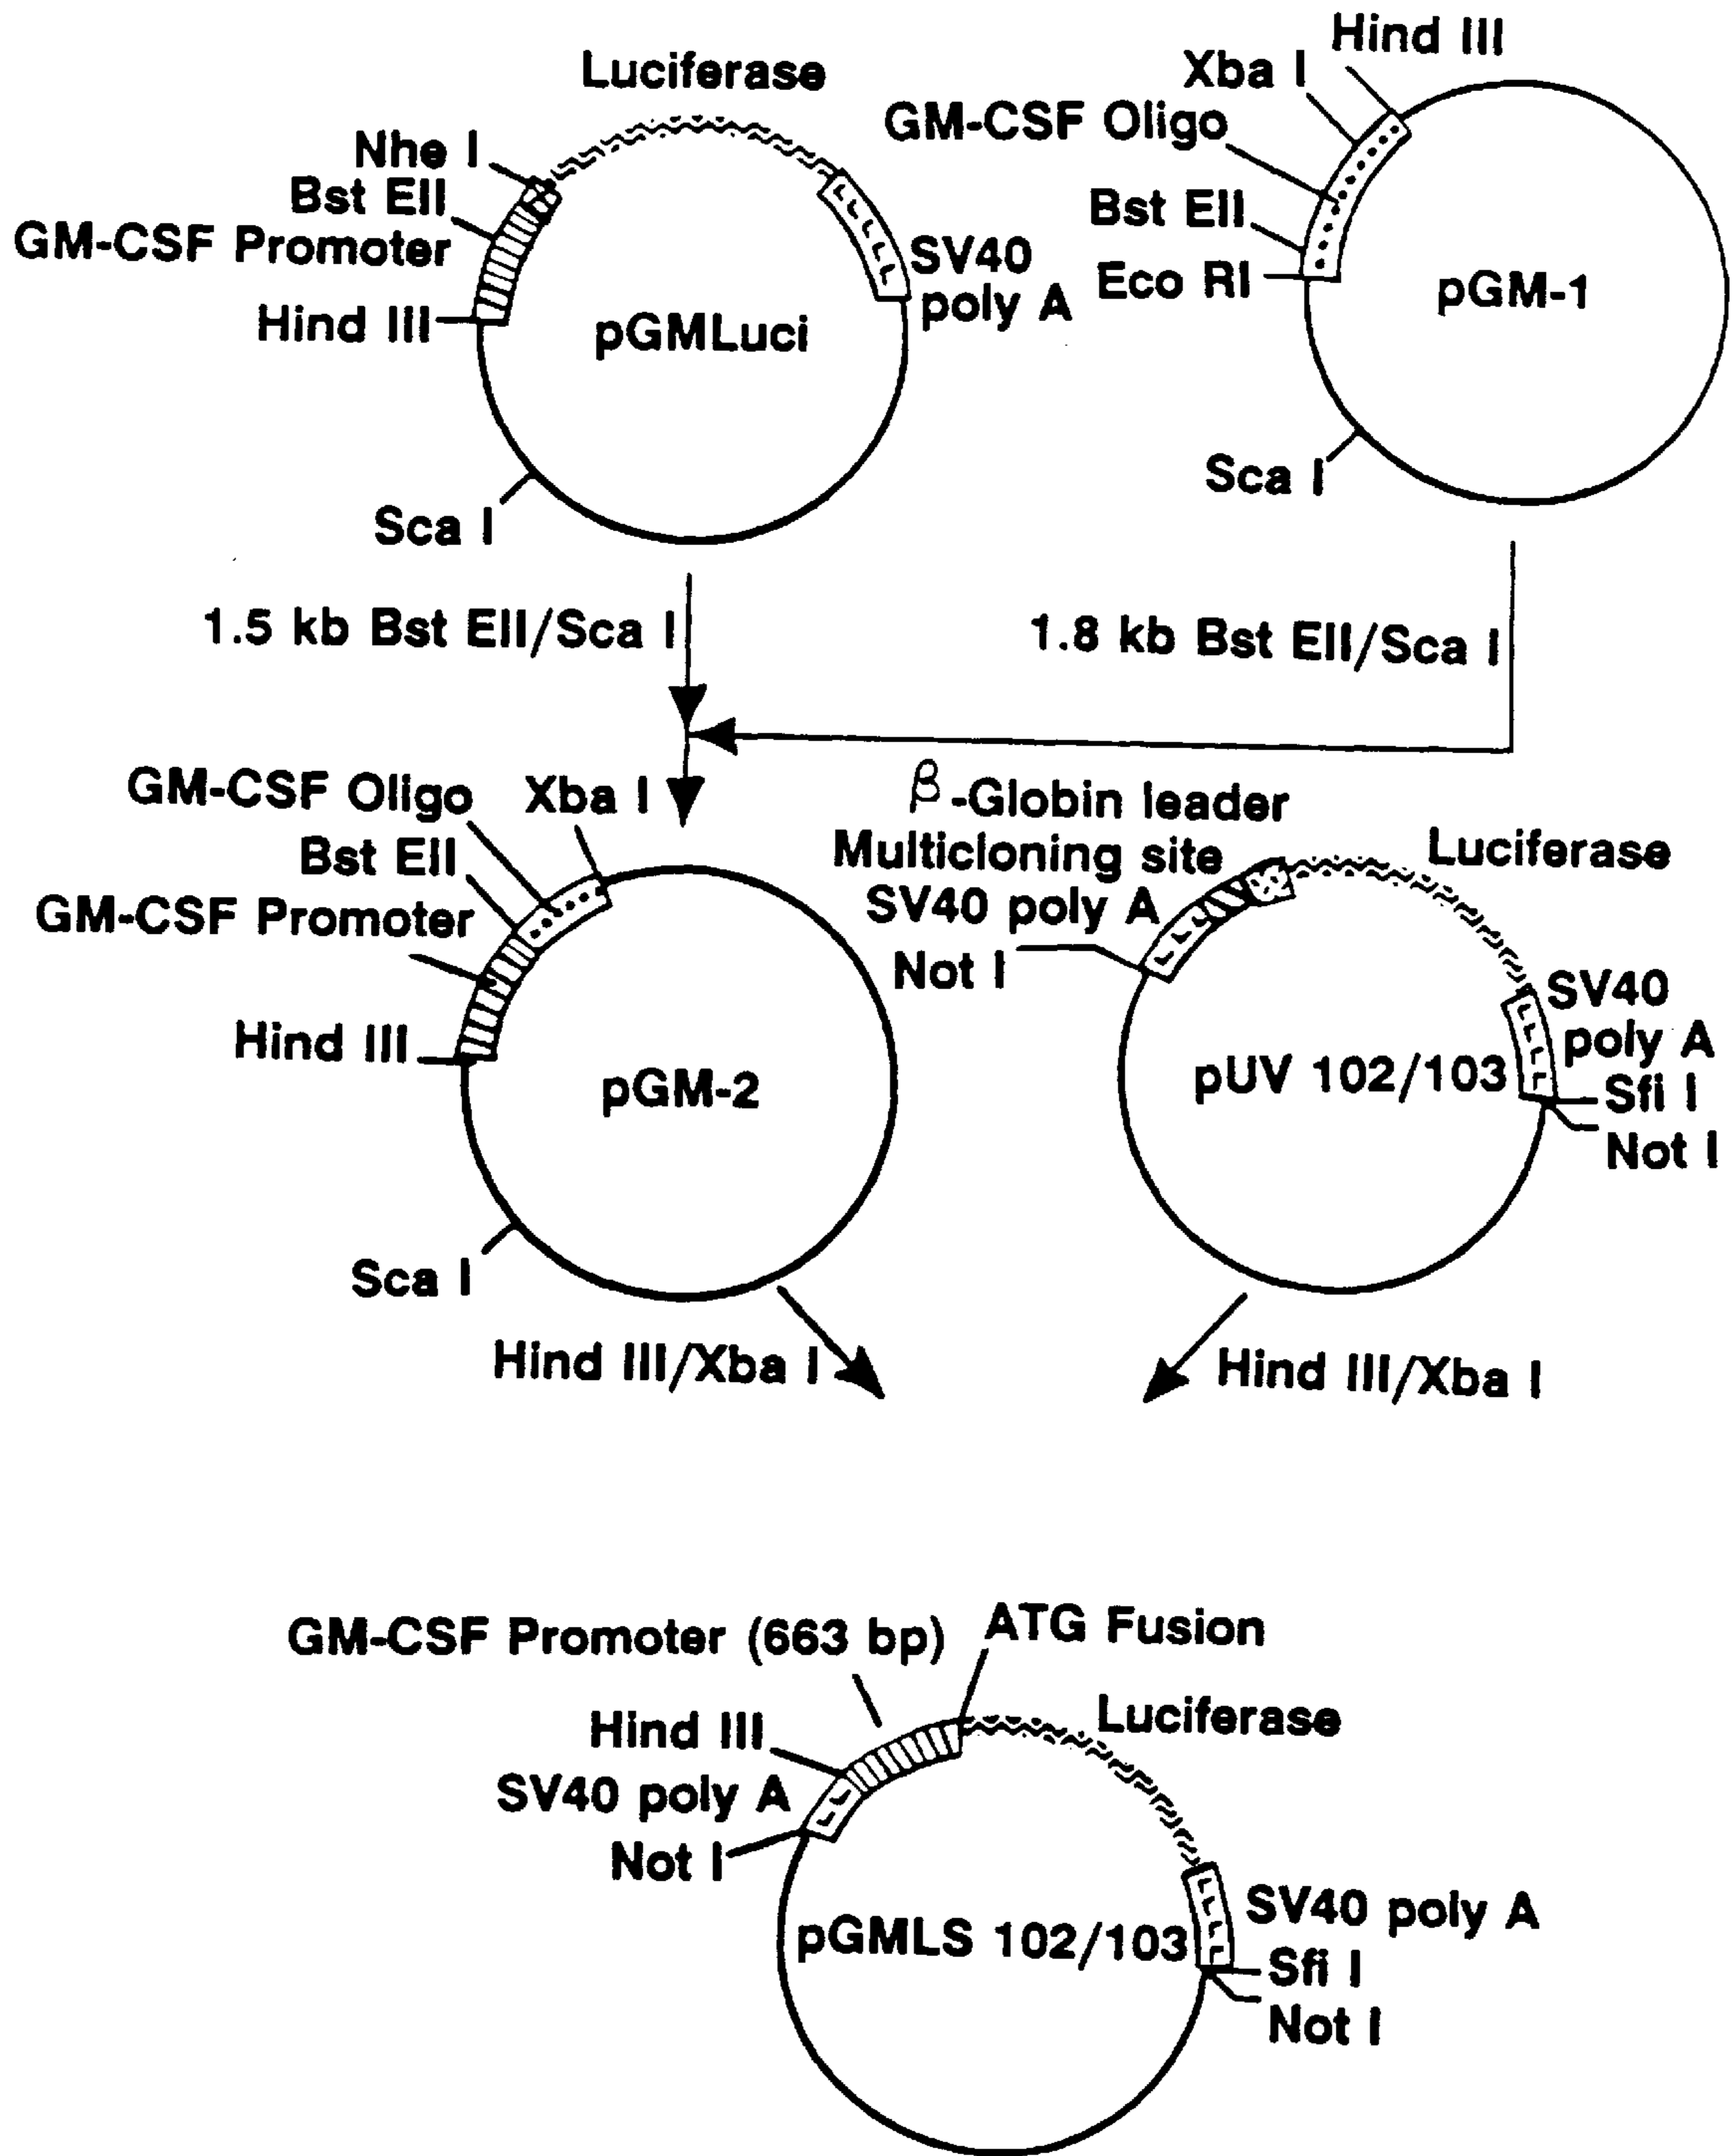 Luciferase
Nhe I
Bst EII
GM-CSF Promoter
Hind III
SV40
poly A
pGMLuci
Sca I
Hind III
Xba I
GM-CSF Oligo
Bst EII
Eco RI
pGM-1
Sca I
1.5 kb Bst EII/Sca I
1.8 kb Bst EII/Sca I
GM-CSF Oligo
Xba I
Bst EII
GM-CSF Promoter
Hind III
pGM-2
Sca I
β-Globin leader
Multicloning site
SV40 poly A
Not I
Luciferase
SV40
poly A
pUV 102/103
Sfi I
Not I
Hind III/Xba I
Hind III/Xba I
GM-CSF Promoter (663 bp)
ATG Fusion
Hind III
Luciferase
SV40 poly A
Not I
pGMLS 102/103
SV40 poly A
Sfi I
Not I